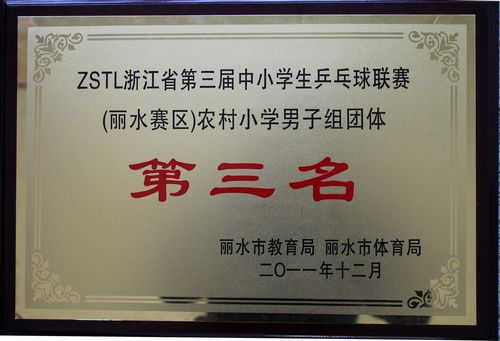 ZSTL浙江省第三届中小学生乒乓球联赛
(丽水赛区)农村小学男子组团体
第三名
丽水市教育局 丽水市体育局
二〇一一年十二月